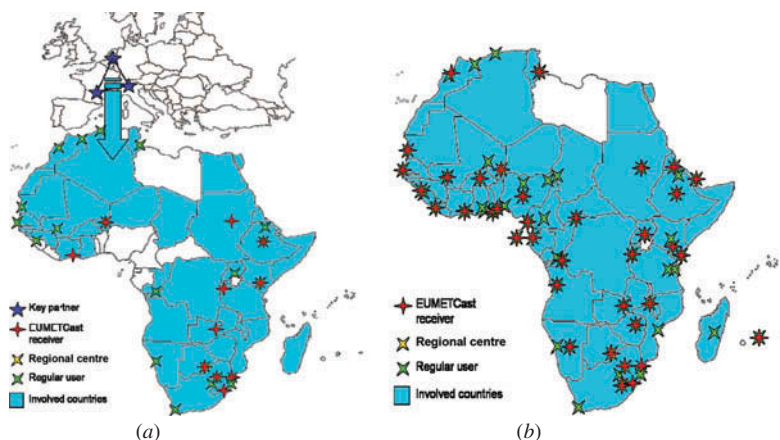 Key partner
EUMETCast
receiver
Regional centre
Regular user
Involved countries
(a)
EUMETCast
receiver
Regional centre
Regular user
Involved countries
(b)